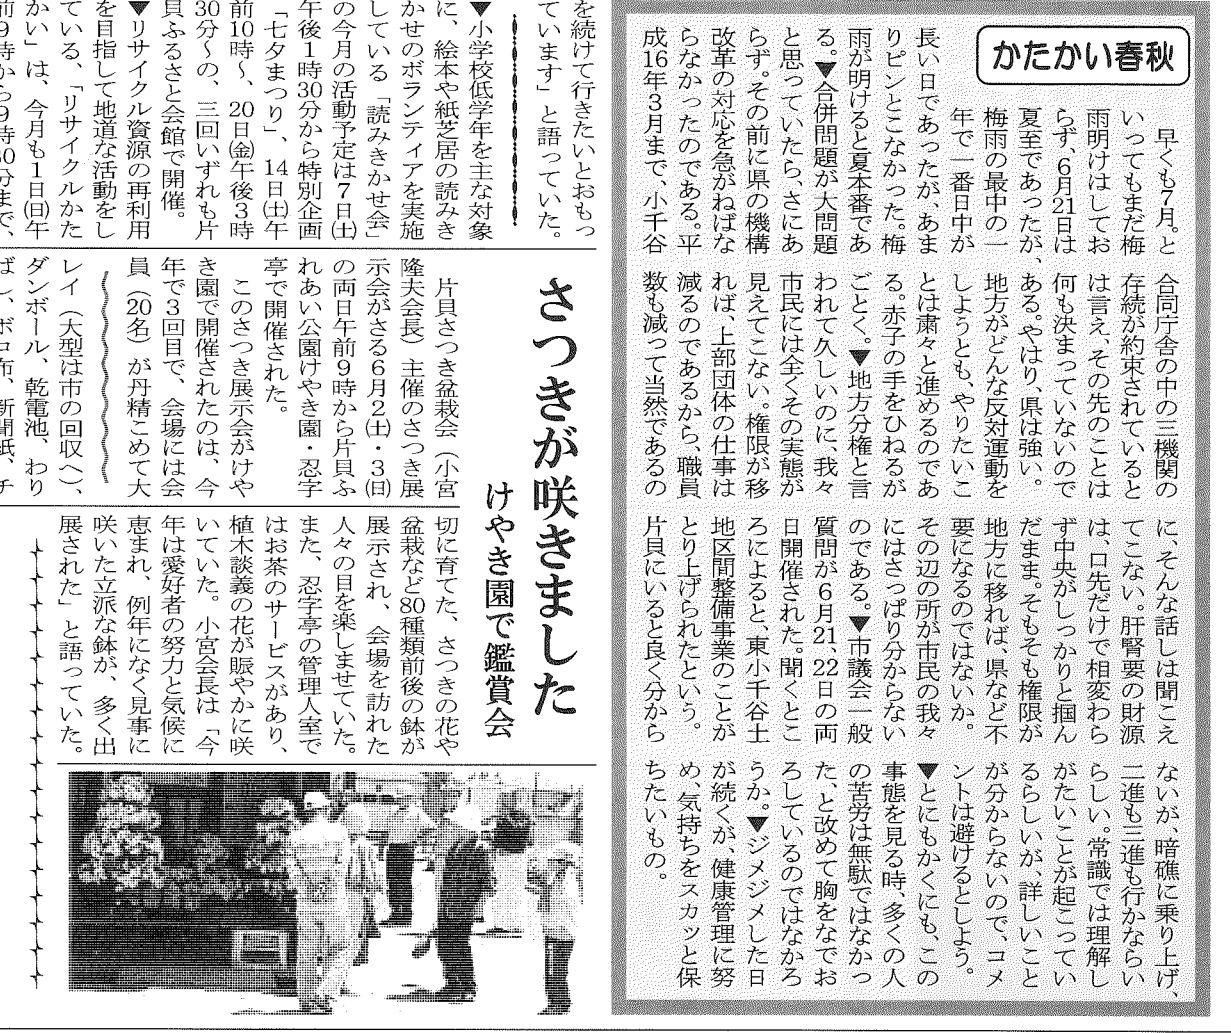 かたかい春秋
早くも7月。と
いってもまだ梅
雨明けはしてお
らず、6月21日は
夏至であったが、
梅雨の最中の一
年で一番日中が
長い日であったが、あま
りピンとこなかった。梅
雨が明けると夏本番であ
る。▼合併問題が大問題
と思っていたら、さにあ
らず。その前に県の機構
改革の対応を急がねばな
らなかったのである。平
成16年3月まで、小千谷
合同庁舎の中の三機関の
存続が約束されていると
は言え、その先のことは
何も決まっていないので
ある。やはり、県は強い。
地方がどんな反対運動を
しようとも、やりたいこ
とは粛々と進めるのであ
る。赤子の手をひねるが
ごとく。▼地方分権と言
われて久しいのに、我々
市民には全くその実態が
見えてこない。権限が移
れば、上部団体の仕事は
減るのであるから、職員
数も減って当然であるの
に、そんな話しは聞こえ
てこない。肝腎要の財源
は、口先だけで相変わら
ず中央がしっかりと掴ん
だまま。そもそも権限が
地方に移れば、県など不
要になるのではないか。
その辺の所が市民の我々
にはさっぱり分からない
のである。▼市議会一般
質問が6月21、22日の両
日開催された。聞くとこ
ろによると、東小千谷土
地区間整備事業のことが
とり上げられたという。
片貝にいると良く分から
ないが、暗礁に乗り上げ、
二進も三進も行かならい
らしい。常識では理解し
がたいことが起こってい
るらしいが、詳しいこと
が分からないので、コメ
ントは避けるとしよう。
▼とにもかくにも、この
事態を見る時、多くの人
の苦労は無駄ではなかっ
た、と改めて胸をなでお
ろしているのではなかろ
うか。▼ジメジメした日
が続くが、健康管理に努
め、気持ちをスカッと保
ちたいもの。
を続けて行きたいとおもっ
ています」と語っていた。
▼小学校低学年を主な対象
に、絵本や紙芝居の読みき
かせのボランティアを実施
している「読みきかせ会」
の今月の活動予定は7日㈯
午後1時30分から特別企画
「七夕まつり」、14日㈯午
前10時~、20日㈮午後3時
30分~の、三回いずれも片
貝ふるさと会館で開催。
▼リサイクル資源の再利用
を目指して地道な活動をし
ている、「リサイクルかた
かい」は、今月も1日㈰午
前9時から9時30分まで、
さつきが咲きました
けやき園で鑑賞会
片貝さつき盆栽会(小宮
隆夫会長)主催のさつき展
示会がさる6月2㈯・3㈰
の両日午前9時から片貝ふ
れあい公園けやき園・忍字
亭で開催された。
このさつき展示会がけや
き園で開催されたのは、今
年で3回目で、会場には会
員(20名)が丹精こめて大
切に育てた、さつきの花や
盆栽など80種類前後の鉢が
展示され、会場を訪れた
人々の目を楽しませていた。
また、忍字亭の管理人室で
はお茶のサービスがあり、
植木談義の花が賑やかに咲
いていた。小宮会長は「今
年は愛好者の努力と気候に
恵まれ、例年になく見事に
咲いた立派な鉢が、多く出
展された」と語っていた。
レイ(大型は市の回収へ)、
ダンボール、乾電池、わり
ばし、ボロ布、新聞紙、チ